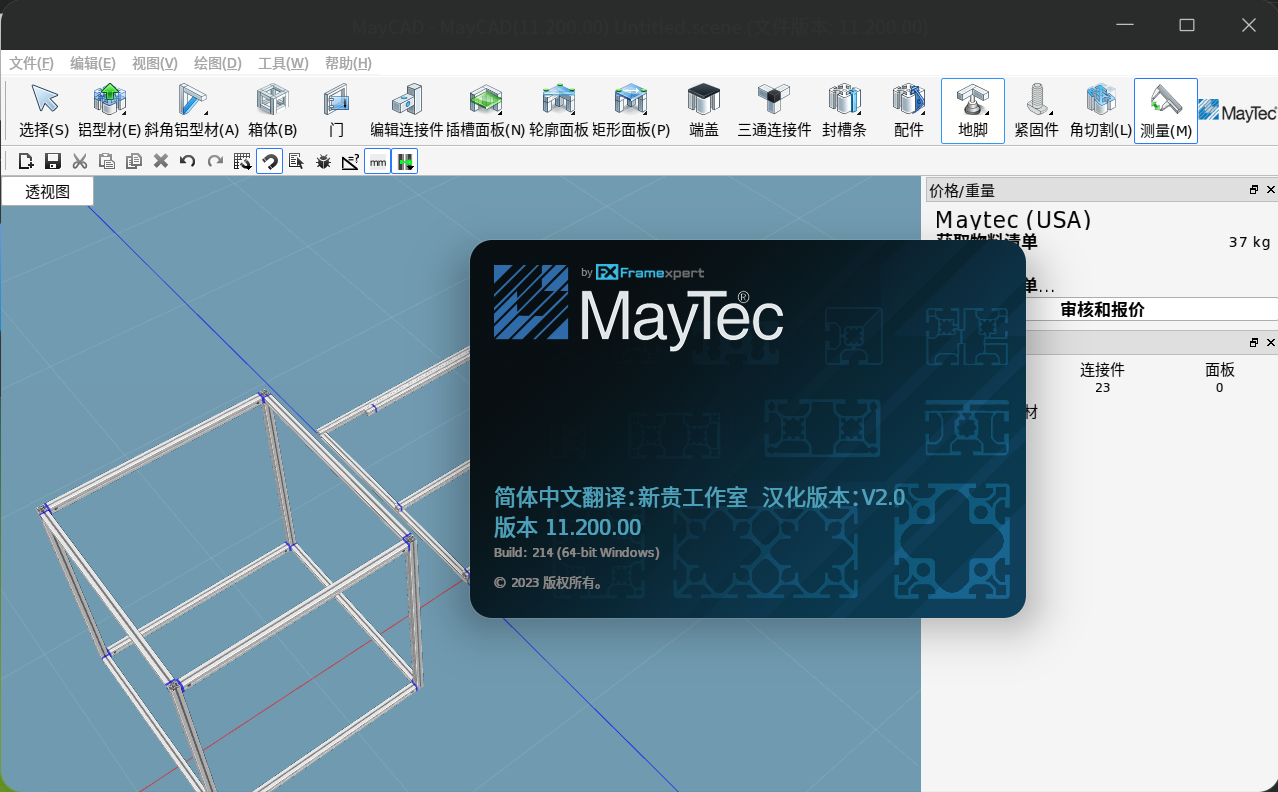 MayCAD - MayCAD(11.200.00) Untitled.scene (文件版本: 11.200.00)
文件(F) 编辑(E) 视图(V) 绘图(D) 工具(W) 帮助(H)
选择(S) 铝型材(E) 斜角铝型材(A) 箱体(B) 门 编辑连接件 插槽面板(N) 轮廓面板 矩形面板(P) 端盖 三通连接件 封槽条 配件 地脚 紧固件 角切割(L) 测量(M) MayTec
mm
透视图
价格/重量
Maytec (USA)
获取物料清单 37 kg
单...
审核和报价
连接件 面板
23 0
材
by FX Framexpert
MayTec®
简体中文翻译：新贵工作室 汉化版本：V2.0
版本 11.200.00
Build: 214 (64-bit Windows)
© 2023 版权所有。